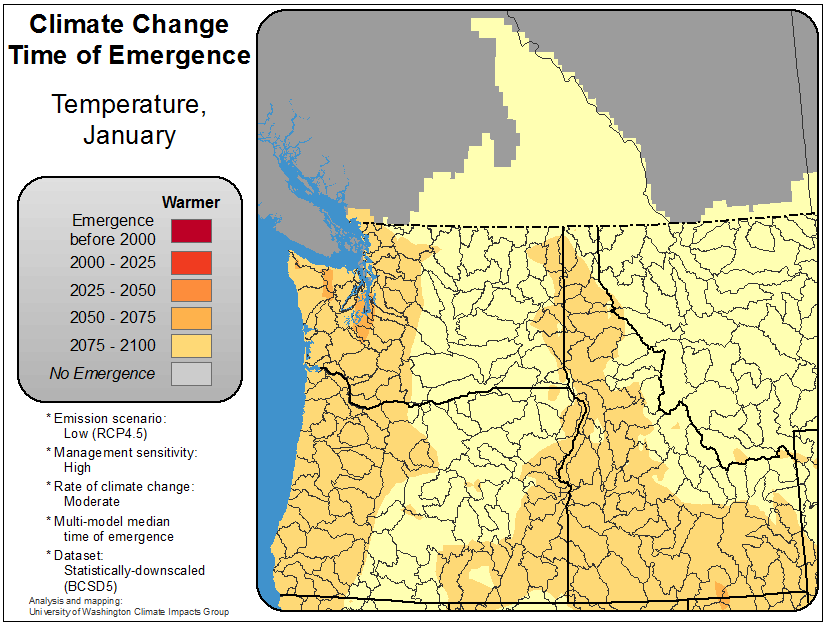 Climate Change
Time of Emergence
Temperature,
January
Warmer
Emergence
before 2000
2000 - 2025
2025 - 2050
2050 - 2075
2075 - 2100
No Emergence
* Emission scenario:
Low (RCP4.5)
* Management sensitivity:
High
* Rate of climate change:
Moderate
* Multi-model median
time of emergence
* Dataset:
Statistically-downscaled
(BCSD5)
Analysis and mapping:
University of Washington Climate Impacts Group